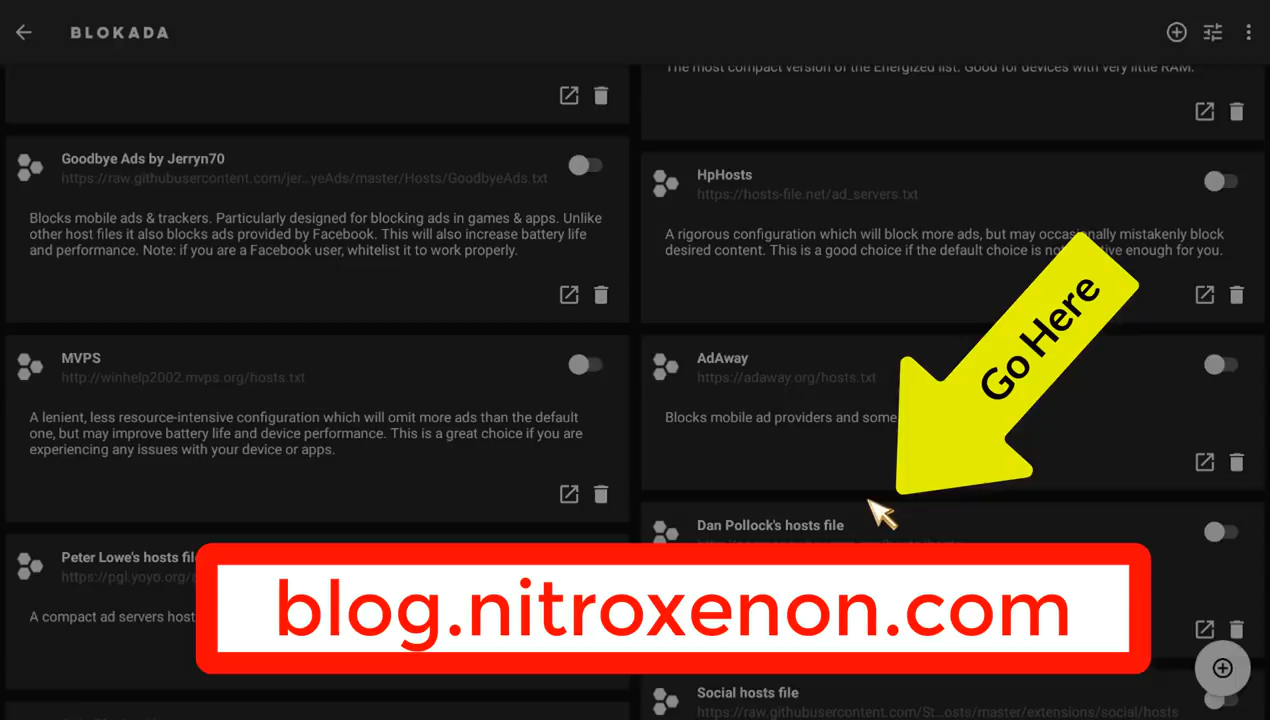 BLOKADA
The most compact version of the Energized list. Good for devices with very little RAM.
Goodbye Ads by Jerryn70
https://raw.githubusercontent.com/jer...yeAds/master/Hosts/GoodbyeAds.txt
Blocks mobile ads & trackers. Particularly designed for blocking ads in games & apps. Unlike
other host files it also blocks ads provided by Facebook. This will also increase battery life
and performance. Note: if you are a Facebook user, whitelist it to work properly.
HpHosts
https://hosts-file.net/ad_servers.txt
A rigorous configuration which will block more ads, but may occasionally mistakenly block
desired content. This is a good choice if the default choice is not enough for you.
Go Here
MVPS
http://winhelp2002.mvps.org/hosts.txt
A lenient, less resource-intensive configuration which will omit more ads than the default
one, but may improve battery life and device performance. This is a great choice if you are
experiencing any issues with your device or apps.
AdAway
https://adaway.org/hosts.txt
Blocks mobile ad providers and some
Dan Pollock's hosts file
Peter Lowe's hosts
https://pgl.yoyo.org/
A compact ad servers
blog.nitroxenon.com
Social hosts file
https://raw.githubusercontent.com/St...osts/master/extensions/social/hosts